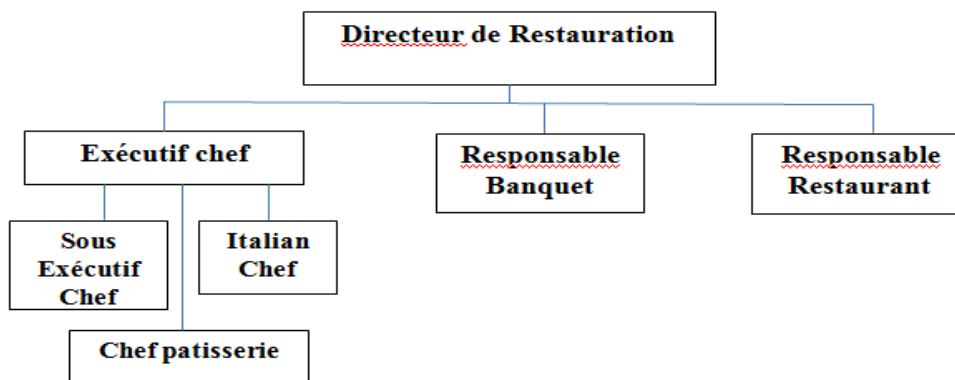 Directeur de Restauration
Exécutif chef
Responsable
Banquet
Responsable
Restaurant
Sous
Exécutif
Chef
Italian
Chef
Chef patisserie